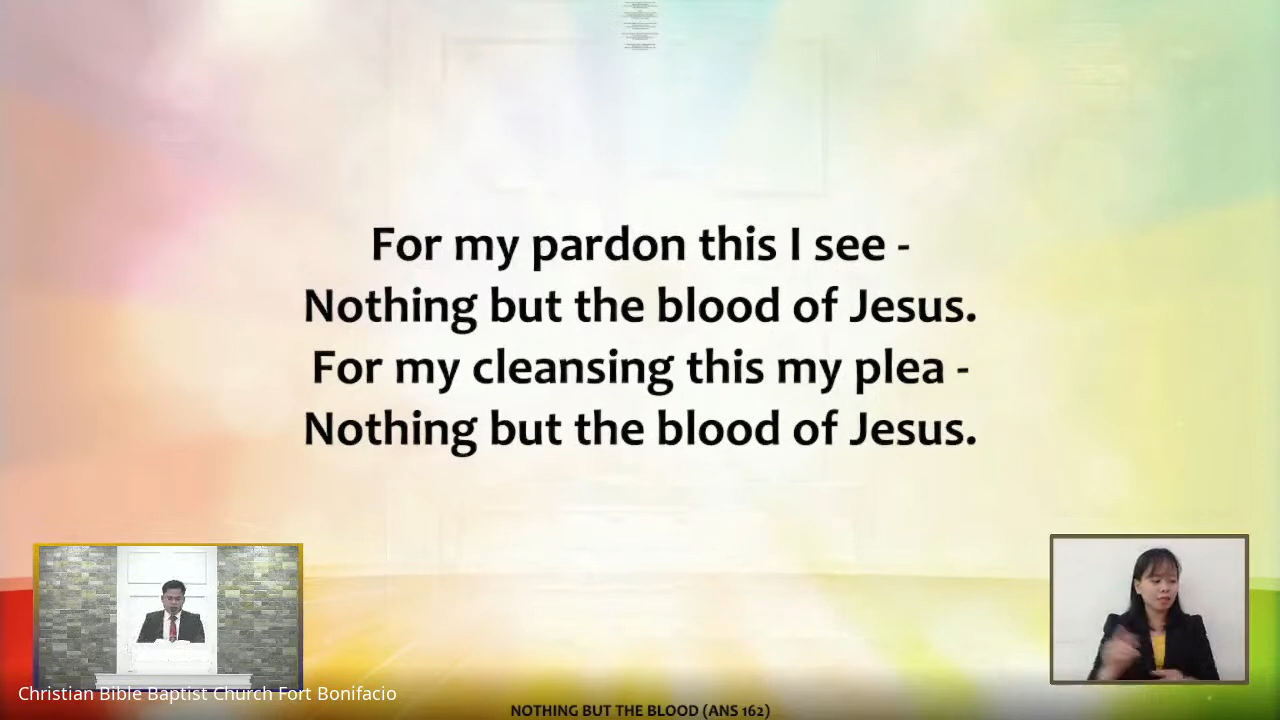 For my pardon this I see -
Nothing but the blood of Jesus.
For my cleansing this my plea -
Nothing but the blood of Jesus.
Christian Bible Baptist Church Fort Bonifacio
NOTHING BUT THE BLOOD (ANS 162)